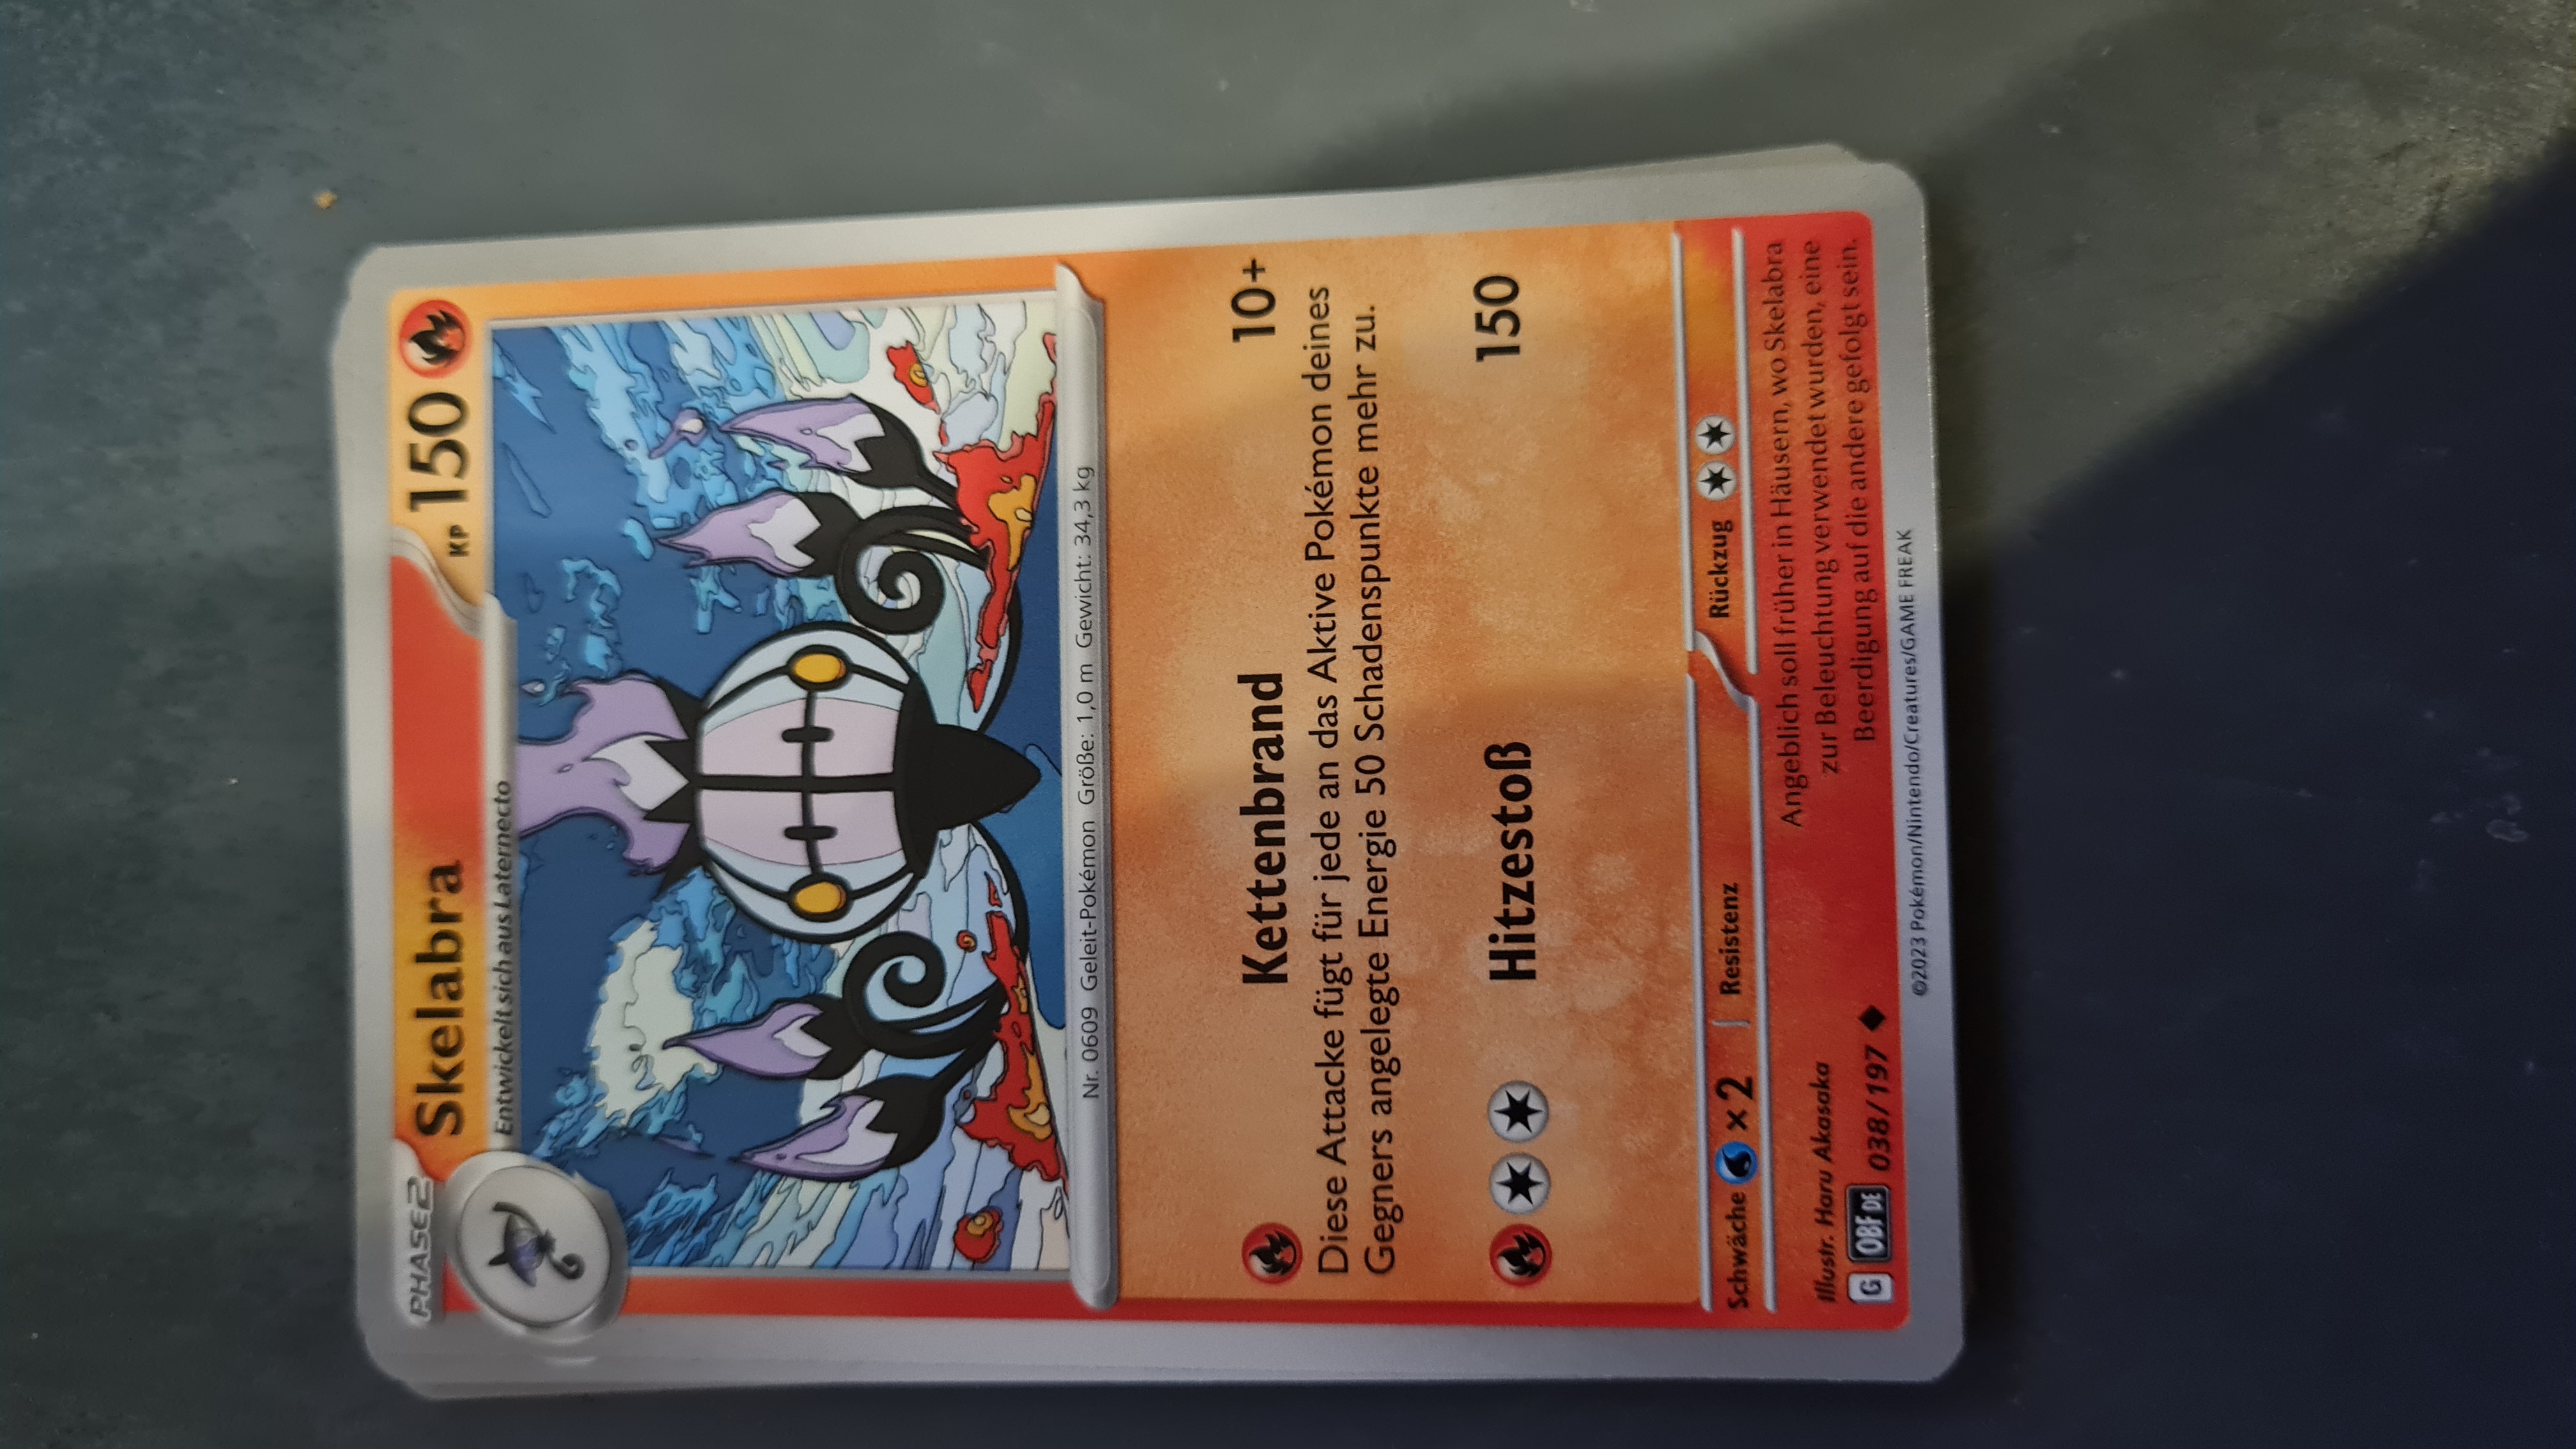 PHASE 2
Skelabra
KP 150
Entwickelt sich aus Laternecto
Nr. 0609 Geleit-Pokémon Größe: 1,0 m Gewicht: 34,3 kg
Kettenbrand 10+
Diese Attacke fügt für jede an das Aktive Pokémon deines
Gegners angelegte Energie 50 Schadenspunkte mehr zu.
Hitzestoß 150
Schwäche ×2 Resistenz Rückzug
Illustr. Haru Akasaka
G OBF DE 038/197
Angeblich soll früher in Häusern, wo Skelabra
zur Beleuchtung verwendet wurden, eine
Beerdigung auf die andere gefolgt sein.
©2023 Pokémon/Nintendo/Creatures/GAME FREAK